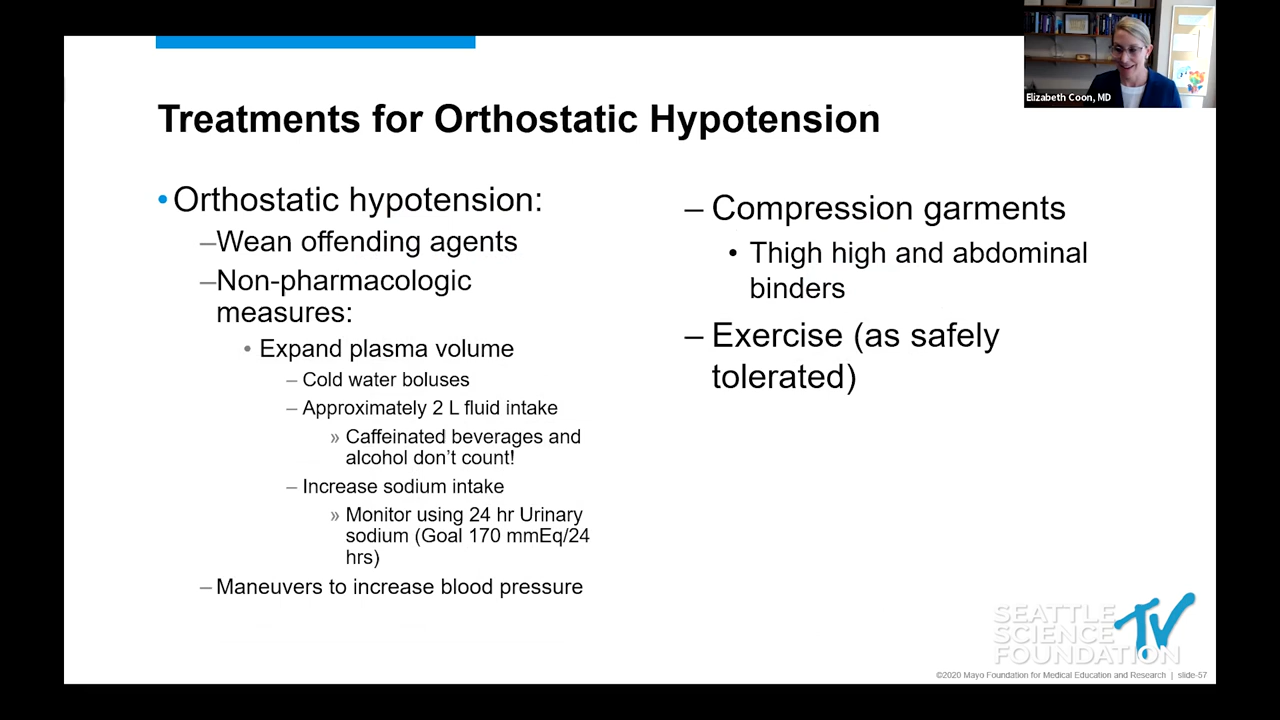 Elizabeth Coon, MD
Treatments for Orthostatic Hypotension
•Orthostatic hypotension:
–Wean offending agents
–Non-pharmacologic
measures:
• Expand plasma volume
– Cold water boluses
– Approximately 2 L fluid intake
» Caffeinated beverages and
alcohol don't count!
– Increase sodium intake
» Monitor using 24 hr Urinary
sodium (Goal 170 mmEq/24
hrs)
– Maneuvers to increase blood pressure
– Compression garments
• Thigh high and abdominal
binders
– Exercise (as safely
tolerated)
SEATTLE
SCIENCE
FOUNDATION
TV
©2020 Mayo Foundation for Medical Education and Research | slide-57